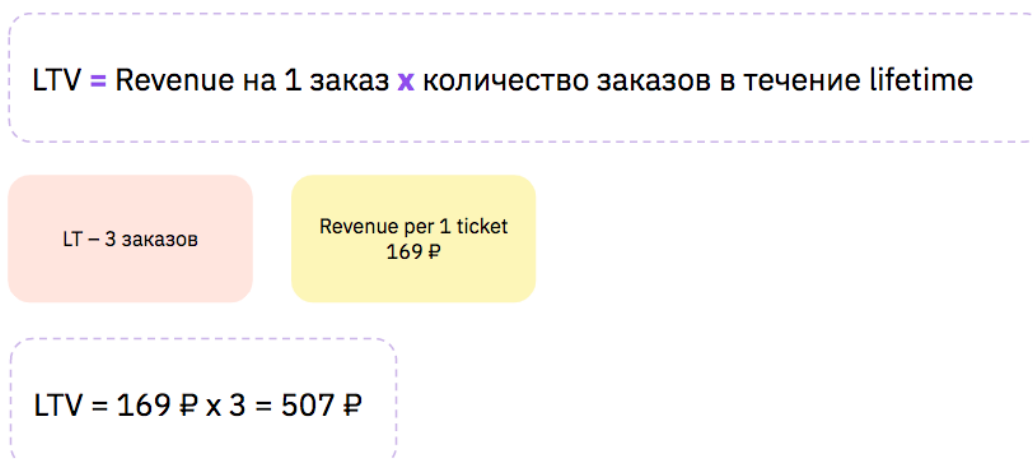 LTV = Revenue на 1 заказ x количество заказов в течение lifetime
LT – 3 заказов
Revenue per 1 ticket
169 ₽
LTV = 169 ₽ x 3 = 507 ₽